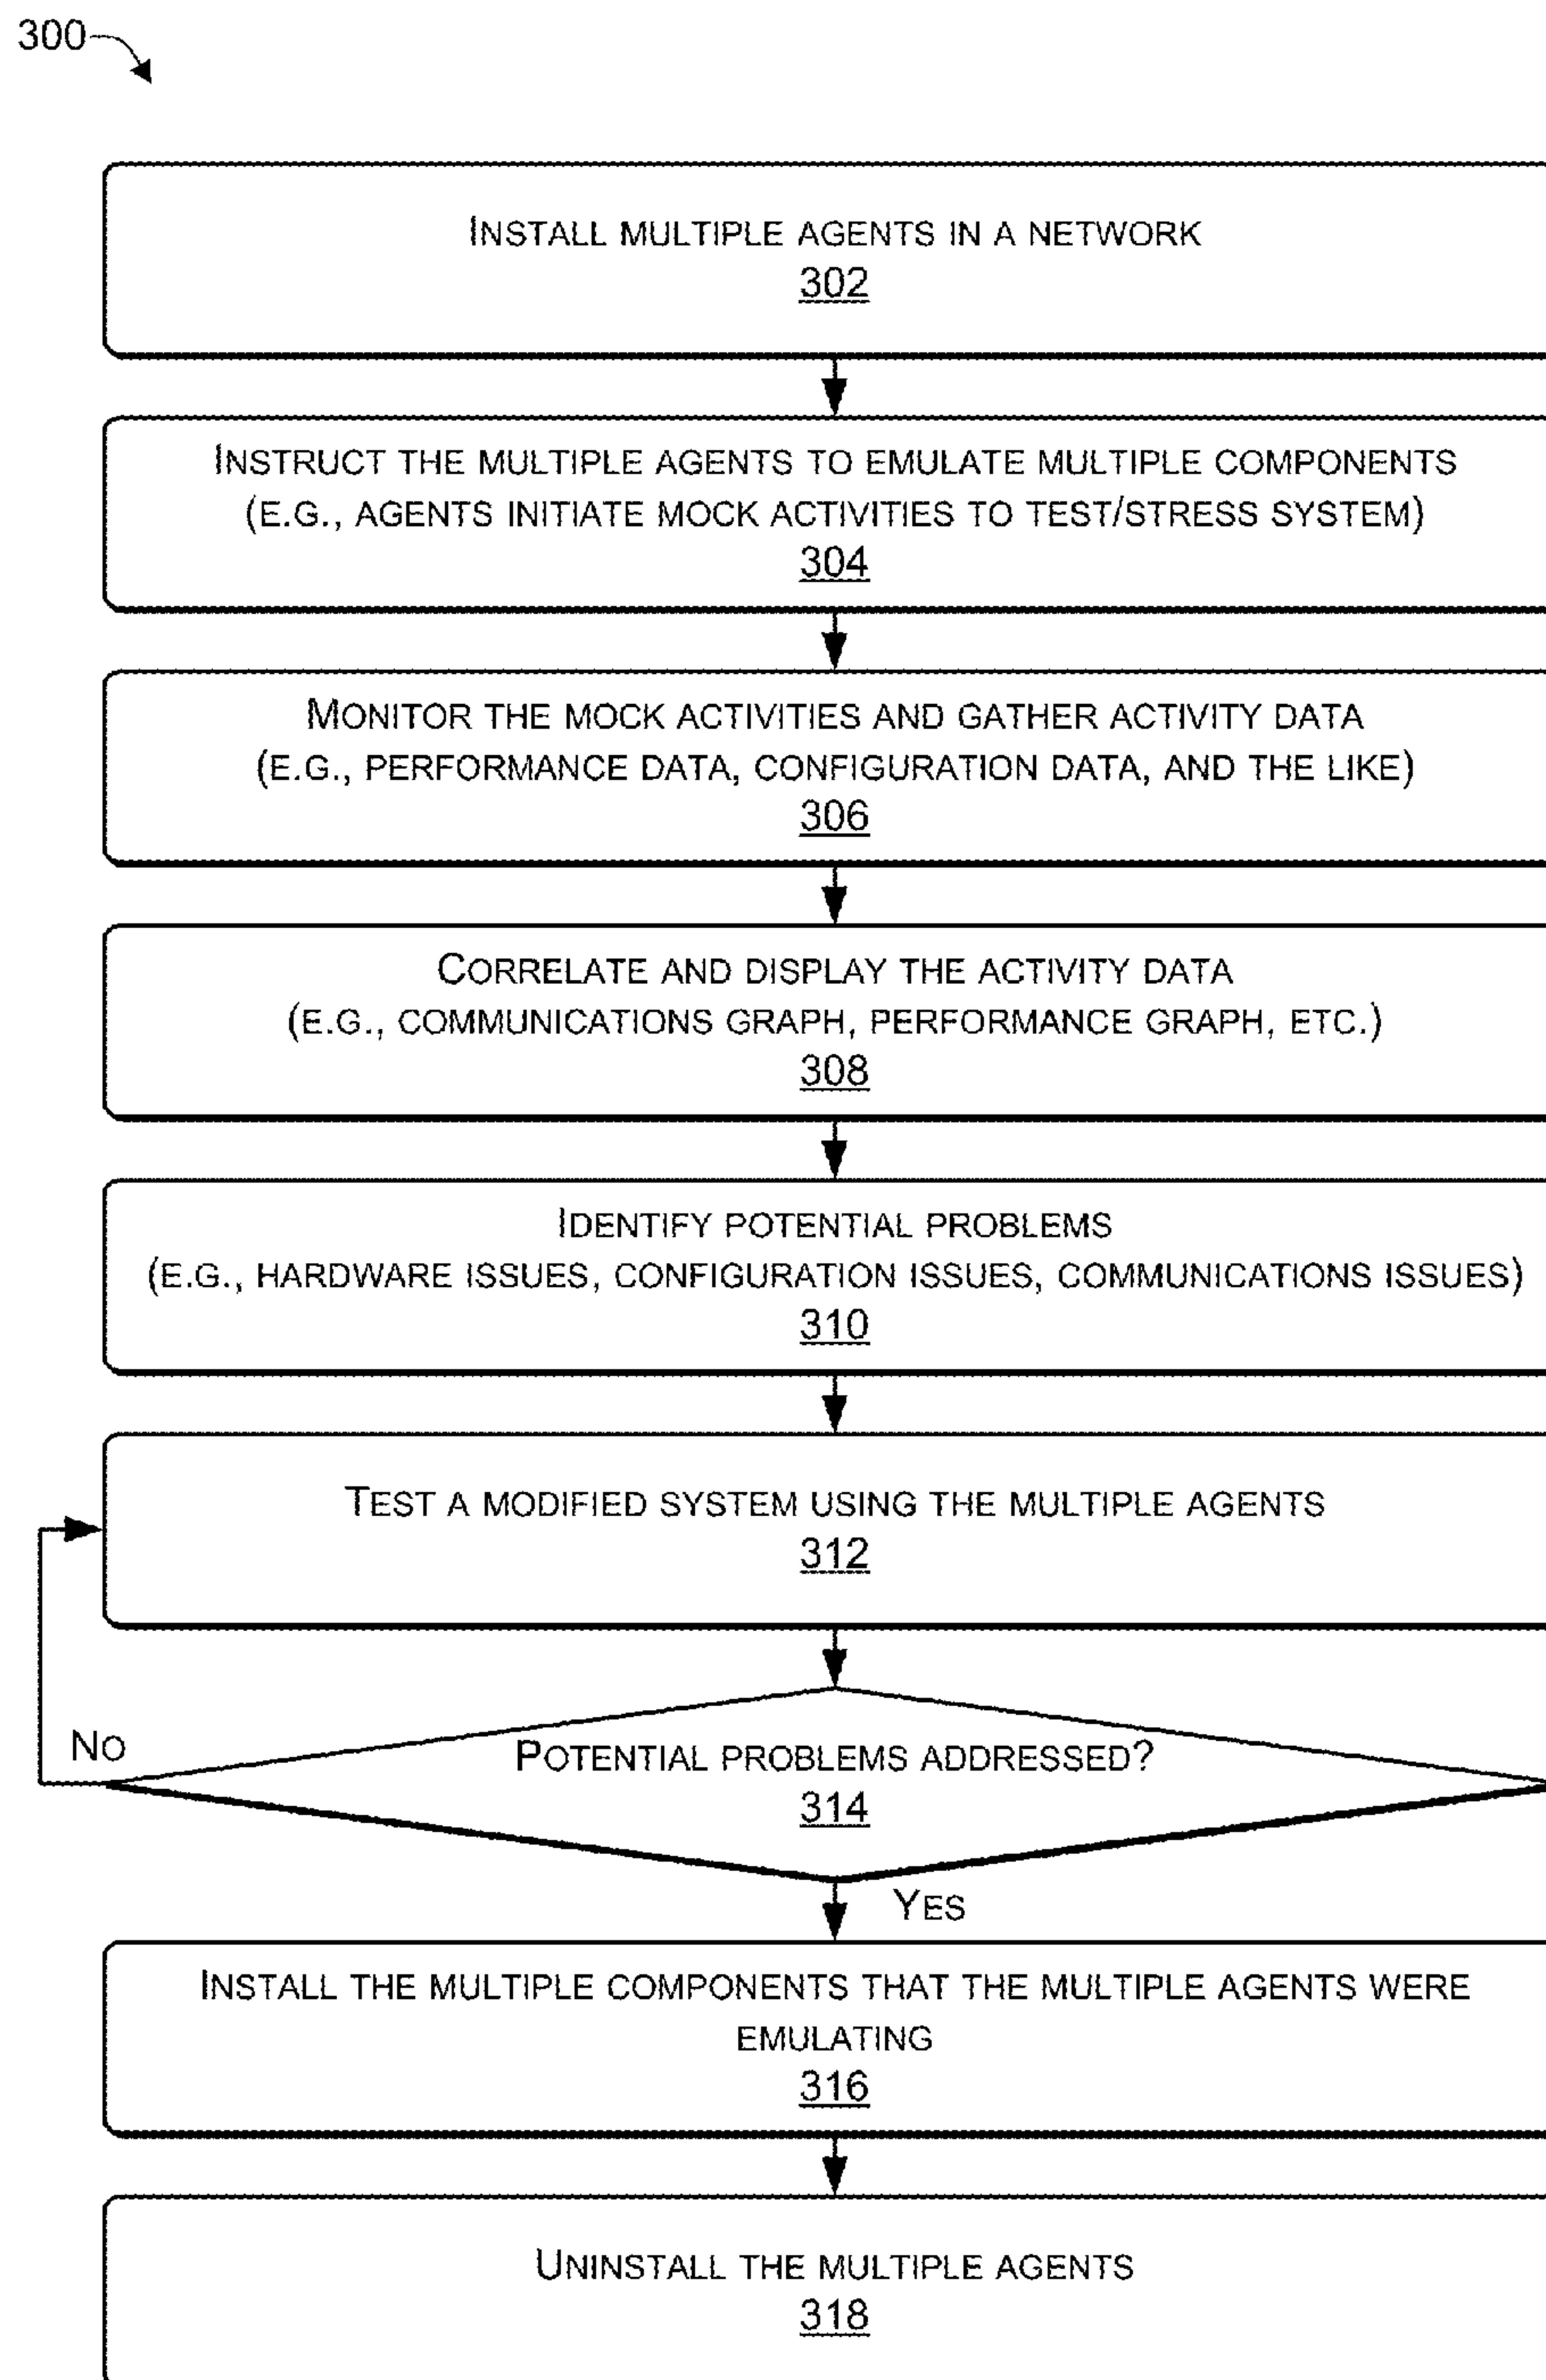 300
INSTALL MULTIPLE AGENTS IN A NETWORK
302
INSTRUCT THE MULTIPLE AGENTS TO EMULATE MULTIPLE COMPONENTS
(E.G., AGENTS INITIATE MOCK ACTIVITIES TO TEST/STRESS SYSTEM)
304
MONITOR THE MOCK ACTIVITIES AND GATHER ACTIVITY DATA
(E.G., PERFORMANCE DATA, CONFIGURATION DATA, AND THE LIKE)
306
CORRELATE AND DISPLAY THE ACTIVITY DATA
(E.G., COMMUNICATIONS GRAPH, PERFORMANCE GRAPH, ETC.)
308
IDENTIFY POTENTIAL PROBLEMS
(E.G., HARDWARE ISSUES, CONFIGURATION ISSUES, COMMUNICATIONS ISSUES)
310
TEST A MODIFIED SYSTEM USING THE MULTIPLE AGENTS
312
NO
POTENTIAL PROBLEMS ADDRESSED?
314
YES
INSTALL THE MULTIPLE COMPONENTS THAT THE MULTIPLE AGENTS WERE
EMULATING
316
UNINSTALL THE MULTIPLE AGENTS
318